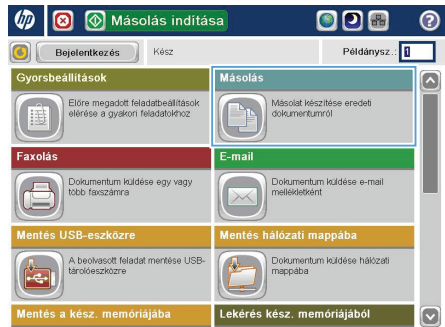 hp Másolás indítása ?
Bejelentkezés Kész Példánysz.: 1
Gyorsbeállítások
Előre megadott feladatbeállítások
elérése a gyakori feladatokhoz
Másolás
Másolat készítése eredeti
dokumentumról
Faxolás
Dokumentum küldése egy vagy
több faxszámra
E-mail
Dokumentum küldése e-mail
mellékletként
Mentés USB-eszközre
A beolvasott feladat mentése USB-
tárolóeszközre
Mentés hálózati mappába
Dokumentum küldése hálózati
mappába
Mentés a kész. memóriájába
Lekérés kész. memóriájából